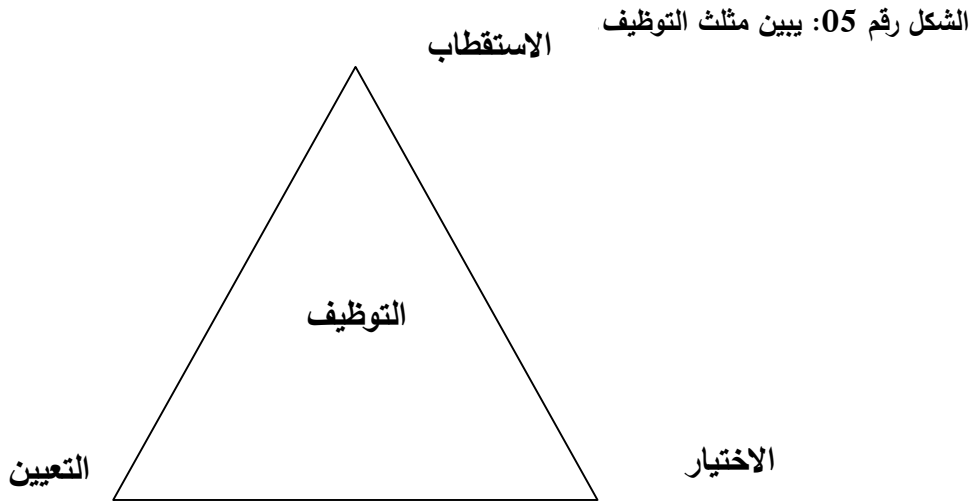 الشكل رقم 05: يبين مثلث التوظيف.
الاستقطاب
التوظيف
الاختيار
التعيين